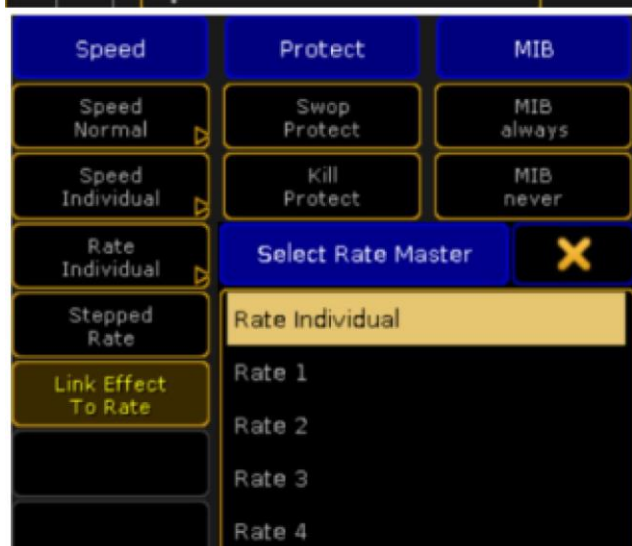 Speed
Protect
MIB
Speed
Normal
Swop
Protect
MIB
always
Speed
Individual
Kill
Protect
MIB
never
Rate
Individual
Select Rate Master
Stepped
Rate
Rate Individual
Link Effect
To Rate
Rate 1
Rate 2
Rate 3
Rate 4